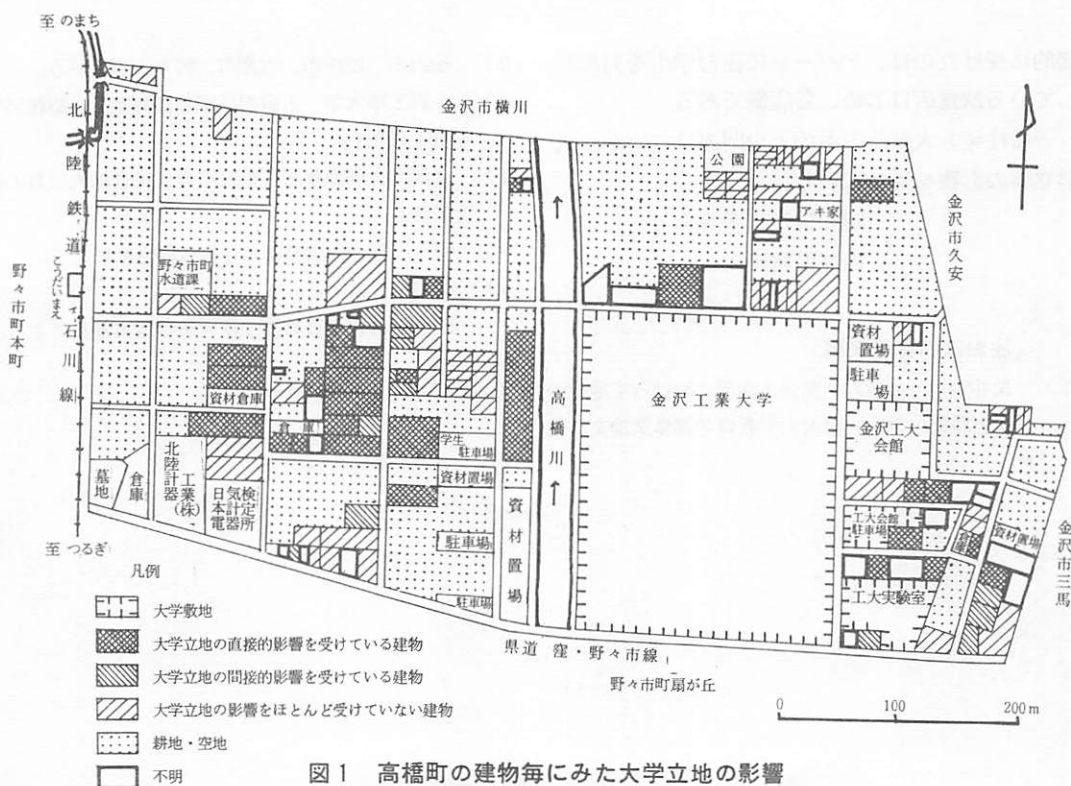 至 のまち
北陸鉄道石川線
こうだいまえ
野々市町本町
至 つるぎ
金沢市横川
野々市町
水道課
資材倉庫
倉庫
墓地
倉庫
北陸計器
工業(株)
日本電気計器検定所
学生
駐車場
資材置場
駐車場
駐車場
資材置場
高橋川
金沢工業大学
公園
アキ家
金沢市久安
資材
置場
駐車場
金沢工大
会館
工大会館
駐車場
倉庫
資材置場
工大実験室
金沢市三馬
県道 窪・野々市線
野々市町扇が丘
0 100 200m
凡例
大学敷地
大学立地の直接的影響を受けている建物
大学立地の間接的影響を受けている建物
大学立地の影響をほとんど受けていない建物
耕地・空地
不明
図1 高橋町の建物毎にみた大学立地の影響